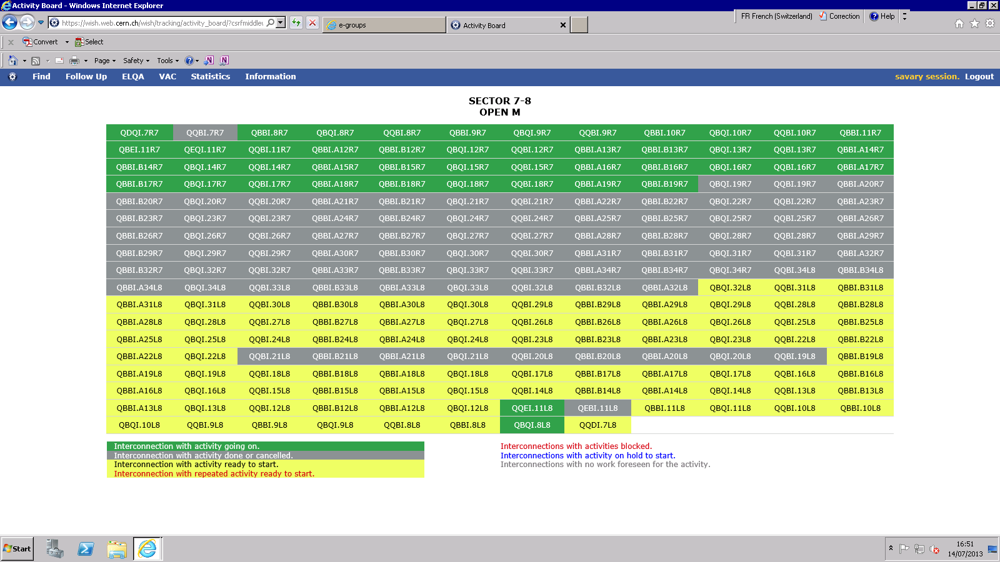 Activity Board - Windows Internet Explorer
https://wish.web.cern.ch/wish/tracking/activity_board/?csrfmiddlew
e-groups
Activity Board
FR French (Switzerland) Correction Help
Convert Select
Page Safety Tools
Find Follow Up ELQA VAC Statistics Information savary session. Logout
SECTOR 7-8
OPEN M
QDQI.7R7 QQBI.7R7 QBBI.8R7 QBQI.8R7 QQBI.8R7 QBBI.9R7 QBQI.9R7 QQBI.9R7 QBBI.10R7 QBQI.10R7 QQBI.10R7 QBBI.11R7
QBEI.11R7 QEQI.11R7 QQBI.11R7 QBBI.A12R7 QBBI.B12R7 QBQI.12R7 QQBI.12R7 QBBI.A13R7 QBBI.B13R7 QBQI.13R7 QQBI.13R7 QBBI.A14R7
QBBI.B14R7 QBQI.14R7 QQBI.14R7 QBBI.A15R7 QBBI.B15R7 QBQI.15R7 QQBI.15R7 QBBI.A16R7 QBBI.B16R7 QBQI.16R7 QQBI.16R7 QBBI.A17R7
QBBI.B17R7 QBQI.17R7 QQBI.17R7 QBBI.A18R7 QBBI.B18R7 QBQI.18R7 QQBI.18R7 QBBI.A19R7 QBBI.B19R7 QBQI.19R7 QQBI.19R7 QBBI.A20R7
QBBI.B20R7 QBQI.20R7 QQBI.20R7 QBBI.A21R7 QBBI.B21R7 QBQI.21R7 QQBI.21R7 QBBI.A22R7 QBBI.B22R7 QBQI.22R7 QQBI.22R7 QBBI.A23R7
QBBI.B23R7 QBQI.23R7 QQBI.23R7 QBBI.A24R7 QBBI.B24R7 QBQI.24R7 QQBI.24R7 QBBI.A25R7 QBBI.B25R7 QBQI.25R7 QQBI.25R7 QBBI.A26R7
QBBI.B26R7 QBQI.26R7 QQBI.26R7 QBBI.A27R7 QBBI.B27R7 QBQI.27R7 QQBI.27R7 QBBI.A28R7 QBBI.B28R7 QBQI.28R7 QQBI.28R7 QBBI.A29R7
QBBI.B29R7 QBQI.29R7 QQBI.29R7 QBBI.A30R7 QBBI.B30R7 QBQI.30R7 QQBI.30R7 QBBI.A31R7 QBBI.B31R7 QBQI.31R7 QQBI.31R7 QBBI.A32R7
QBBI.B32R7 QBQI.32R7 QQBI.32R7 QBBI.A33R7 QBBI.B33R7 QBQI.33R7 QQBI.33R7 QBBI.A34R7 QBBI.B34R7 QBQI.34R7 QQBI.34L8 QBBI.B34L8
QBBI.A34L8 QBQI.34L8 QQBI.33L8 QBBI.B33L8 QBBI.A33L8 QBQI.33L8 QQBI.32L8 QBBI.B32L8 QBBI.A32L8 QBQI.32L8 QQBI.31L8 QBBI.B31L8
QBBI.A31L8 QBQI.31L8 QQBI.30L8 QBBI.B30L8 QBBI.A30L8 QBQI.30L8 QQBI.29L8 QBBI.B29L8 QBBI.A29L8 QBQI.29L8 QQBI.28L8 QBBI.B28L8
QBBI.A28L8 QBQI.28L8 QQBI.27L8 QBBI.B27L8 QBBI.A27L8 QBQI.27L8 QQBI.26L8 QBBI.B26L8 QBBI.A26L8 QBQI.26L8 QQBI.25L8 QBBI.B25L8
QBBI.A25L8 QBQI.25L8 QQBI.24L8 QBBI.B24L8 QBBI.A24L8 QBQI.24L8 QQBI.23L8 QBBI.B23L8 QBBI.A23L8 QBQI.23L8 QQBI.22L8 QBBI.B22L8
QBBI.A22L8 QBQI.22L8 QQBI.21L8 QBBI.B21L8 QBBI.A21L8 QBQI.21L8 QQBI.20L8 QBBI.B20L8 QBBI.A20L8 QBQI.20L8 QQBI.19L8 QBBI.B19L8
QBBI.A19L8 QBQI.19L8 QQBI.18L8 QBBI.B18L8 QBBI.A18L8 QBQI.18L8 QQBI.17L8 QBBI.B17L8 QBBI.A17L8 QBQI.17L8 QQBI.16L8 QBBI.B16L8
QBBI.A16L8 QBQI.16L8 QQBI.15L8 QBBI.B15L8 QBBI.A15L8 QBQI.15L8 QQBI.14L8 QBBI.B14L8 QBBI.A14L8 QBQI.14L8 QQBI.13L8 QBBI.B13L8
QBBI.A13L8 QBQI.13L8 QQBI.12L8 QBBI.B12L8 QBBI.A12L8 QBQI.12L8 QQEI.11L8 QEBI.11L8 QBBI.11L8 QBQI.11L8 QQBI.10L8 QBBI.10L8
QBQI.10L8 QQBI.9L8 QBBI.9L8 QBQI.9L8 QQBI.8L8 QBBI.8L8 QBQI.8L8 QQDI.7L8
Interconnection with activity going on.
Interconnection with activity done or cancelled.
Interconnection with activity ready to start.
Interconnection with repeated activity ready to start.
Interconnections with activities blocked.
Interconnections with activity on hold to start.
Interconnections with no work foreseen for the activity.
Start
16:51
14/07/2013